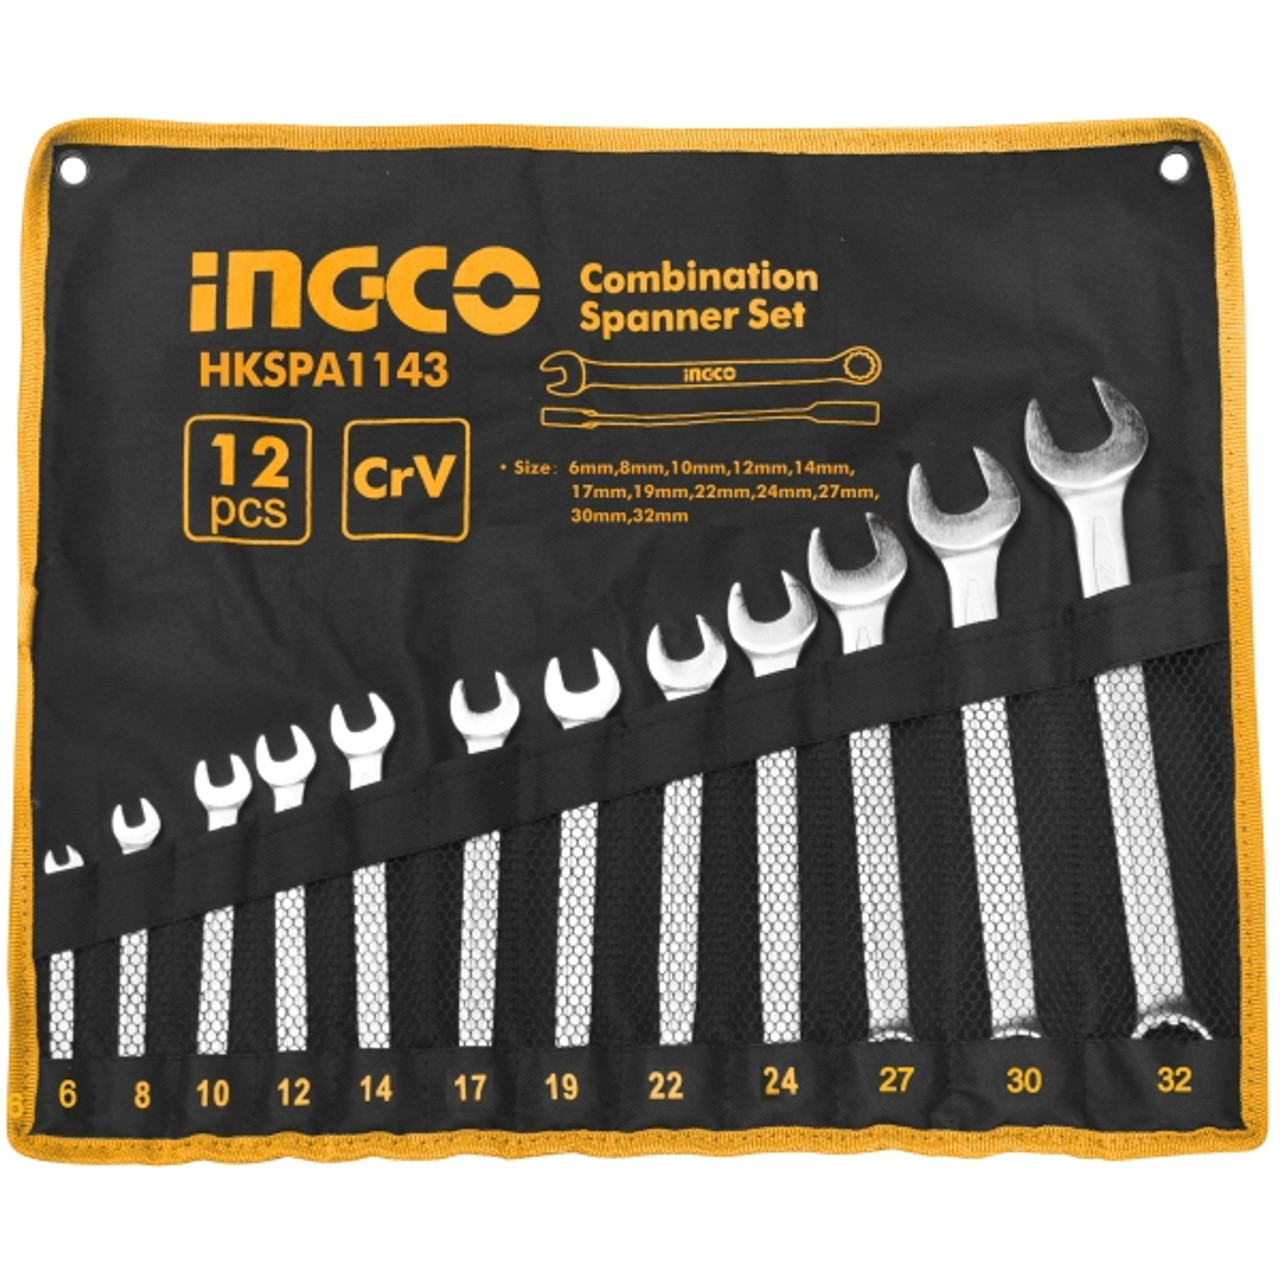 iNGCO
HKSPA1143
12
pcs
CrV
Combination
Spanner Set
iNGCO
• Size: 6mm,8mm,10mm,12mm,14mm,
17mm,19mm,22mm,24mm,27mm,
30mm,32mm
6 8 10 12 14 17 19 22 24 27 30 32